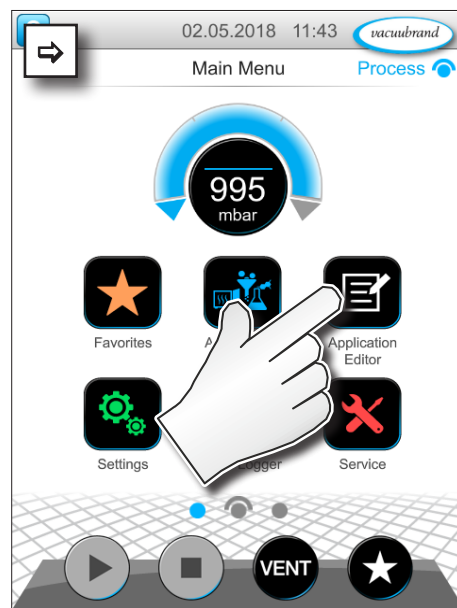 02.05.2018 11:43 vacuubrand
Main Menu Process
995
mbar
Favorites
Application
Editor
Settings
Service
VENT